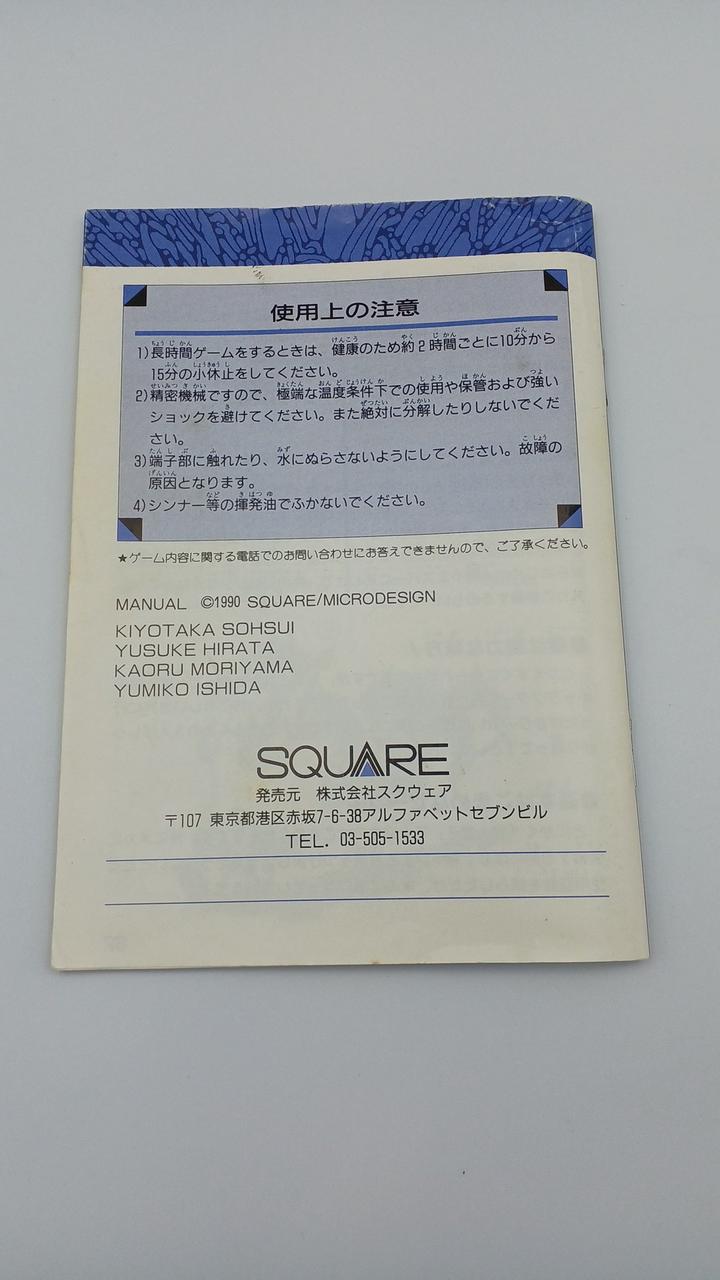 使用上の注意
1)長時間ゲームをするときは、健康のため約2時間ごとに10分から
15分の小休止をしてください。
2)精密機械ですので、極端な温度条件下での使用や保管および強い
ショックを避けてください。また絶対に分解したりしないでくだ
さい。
3)端子部に触れたり、水にぬらさないようにしてください。故障の
原因となります。
4)シンナー等の揮発油でふかないでください。
★ゲーム内容に関する電話でのお問い合わせにお答えできませんので、ご了承ください。
MANUAL ©1990 SQUARE/MICRODESIGN
KIYOTAKA SOHSUI
YUSUKE HIRATA
KAORU MORIYAMA
YUMIKO ISHIDA
SQUARE
発売元 株式会社スクウェア
〒107 東京都港区赤坂7-6-38アルファベットセブンビル
TEL. 03-505-1533